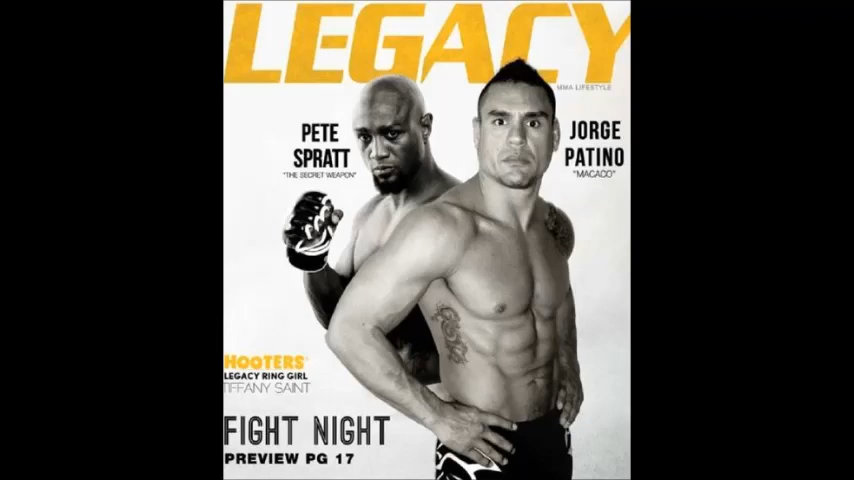 LEGACY
MMA LIFESTYLE
PETE
SPRATT
"THE SECRET WEAPON"
JORGE
PATINO
"MACACO"
HOOTERS
LEGACY RING GIRL
TIFFANY SAINT
FIGHT NIGHT
PREVIEW PG 17